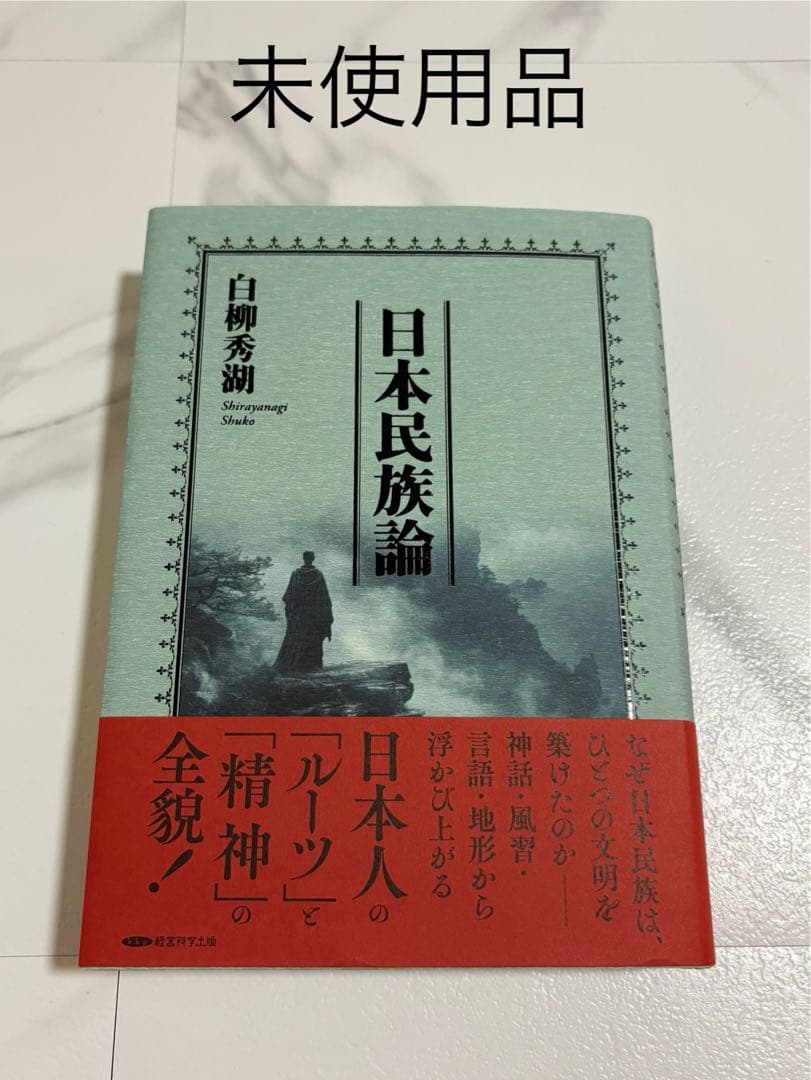 未使用品
日本民族論
白柳秀湖
Shirayanagi
Shuko
なぜ日本民族は、
ひとつの文明を
築けたのか――
神話・風習・
言語・地形から
浮かび上がる
日本人の
「ルーツ」と
「精神」の
全貌！
経営科学出版